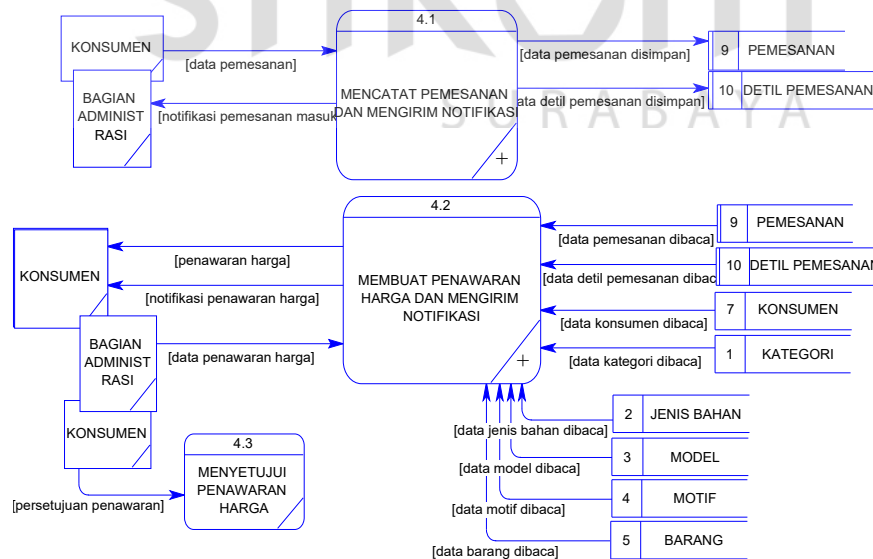 4.1
KONSUMEN
[data pemesanan]
[data pemesanan disimpan]
9 PEMESANAN
BAGIAN
ADMINIST
RASI
[notifikasi pemesanan masuk
MENCATAT PEMESANAN
DAN MENGIRIM NOTIFIKASI
ata detil pemesanan disimpan]
10 DETIL PEMESANAN
SURABAYA
+
4.2
KONSUMEN
[penawaran harga]
[notifikasi penawaran harga]
MEMBUAT PENAWARAN
HARGA DAN MENGIRIM
NOTIFIKASI
+
[data pemesanan dibaca]
9 PEMESANAN
[data detil pemesanan dibac
10 DETIL PEMESANAN
[data konsumen dibaca]
7 KONSUMEN
[data kategori dibaca]
1 KATEGORI
BAGIAN
ADMINIST
RASI
[data penawaran harga]
KONSUMEN
[persetujuan penawaran]
4.3
MENYETUJUI
PENAWARAN
HARGA
[data jenis bahan dibaca]
2 JENIS BAHAN
[data model dibaca]
3 MODEL
[data motif dibaca]
4 MOTIF
[data barang dibaca]
5 BARANG